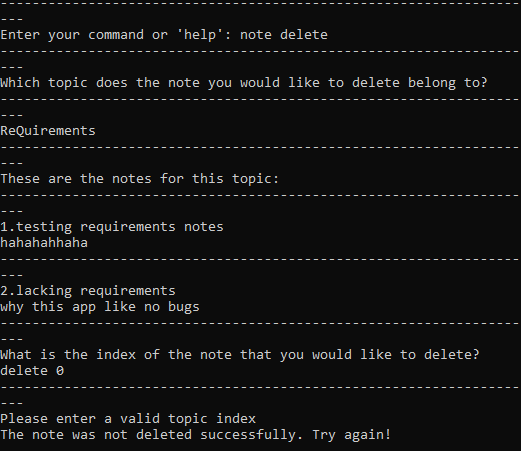 -----------------------------------------------------------------
---
Enter your command or 'help': note delete
-----------------------------------------------------------------
---
Which topic does the note you would like to delete belong to?
-----------------------------------------------------------------
---
ReQuirements
-----------------------------------------------------------------
---
These are the notes for this topic:
-----------------------------------------------------------------
---
1.testing requirements notes
hahahahhaha
-----------------------------------------------------------------
---
2.lacking requirements
why this app like no bugs
-----------------------------------------------------------------
---
What is the index of the note that you would like to delete?
delete 0
-----------------------------------------------------------------
---
Please enter a valid topic index
The note was not deleted successfully. Try again!